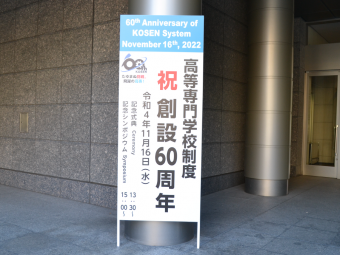 60th Anniversary of
KOSEN System
November 16th, 2022
高等専門学校制度
祝 創設60周年
令和4年11月16日(水)
記念式典 Ceremony 13:30～
記念シンポジウム Symposium 15:00～